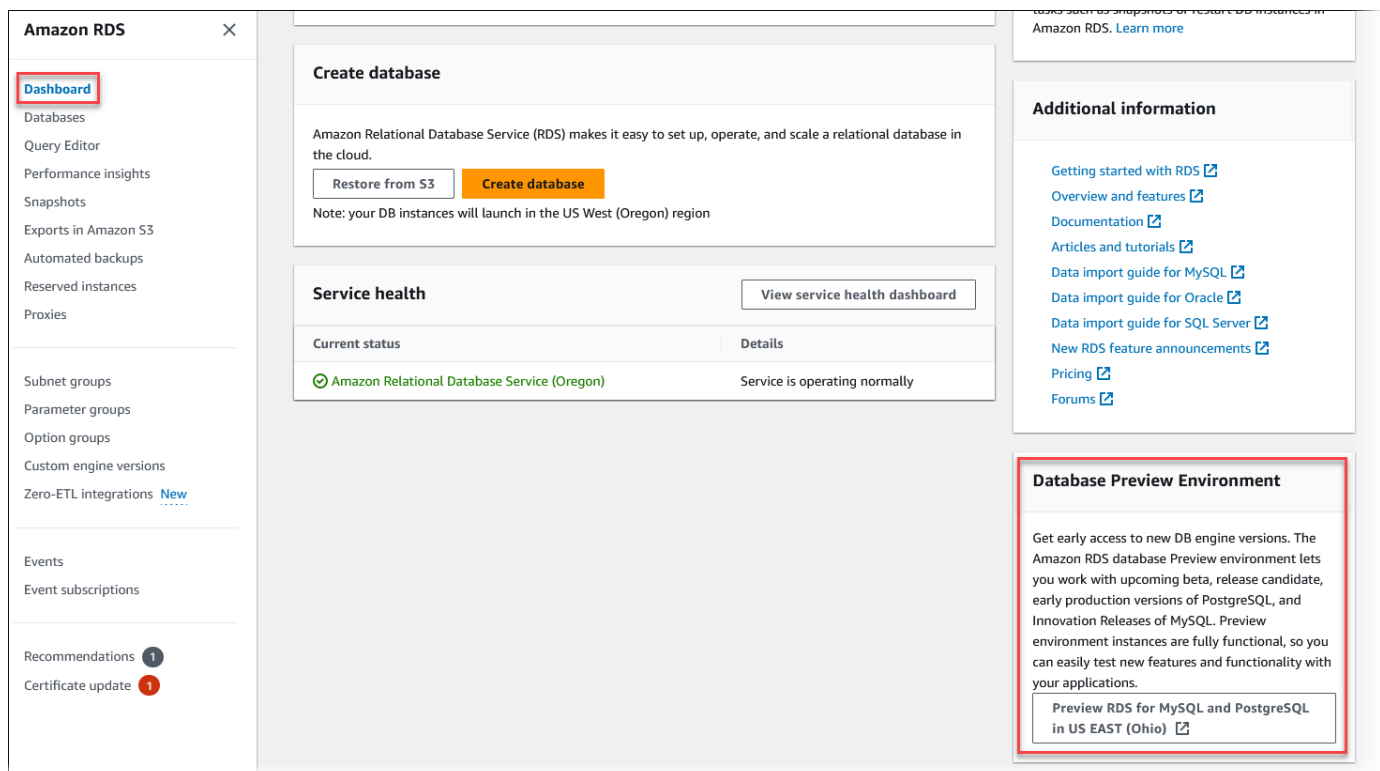 Amazon RDS
Dashboard
Databases
Query Editor
Performance insights
Snapshots
Exports in Amazon S3
Automated backups
Reserved instances
Proxies
Subnet groups
Parameter groups
Option groups
Custom engine versions
Zero-ETL integrations New
Events
Event subscriptions
Recommendations 1
Certificate update 1
Create database
Amazon Relational Database Service (RDS) makes it easy to set up, operate, and scale a relational database in
the cloud.
Restore from S3
Create database
Note: your DB instances will launch in the US West (Oregon) region
Service health
View service health dashboard
Current status
Details
Amazon Relational Database Service (Oregon)
Service is operating normally
tasks such as snapshots or restart DB instances in
Amazon RDS. Learn more
Additional information
Getting started with RDS
Overview and features
Documentation
Articles and tutorials
Data import guide for MySQL
Data import guide for Oracle
Data import guide for SQL Server
New RDS feature announcements
Pricing
Forums
Database Preview Environment
Get early access to new DB engine versions. The
Amazon RDS database Preview environment lets
you work with upcoming beta, release candidate,
early production versions of PostgreSQL, and
Innovation Releases of MySQL. Preview
environment instances are fully functional, so you
can easily test new features and functionality with
your applications.
Preview RDS for MySQL and PostgreSQL
in US EAST (Ohio)